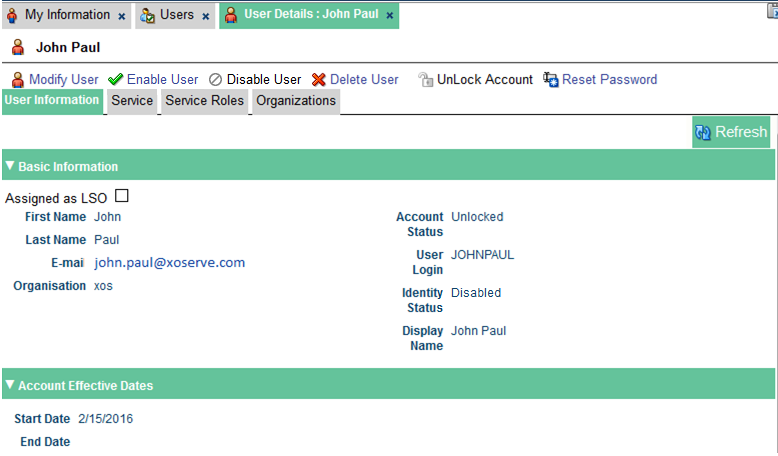 My Information x Users x User Details : John Paul x
John Paul
Modify User Enable User Disable User Delete User UnLock Account Reset Password
User Information Service Service Roles Organizations
Refresh
Basic Information
Assigned as LSO
First Name John
Last Name Paul
E-mail john.paul@xoserve.com
Organisation xos
Account Status Unlocked
User Login JOHNPAUL
Identity Status Disabled
Display Name John Paul
Account Effective Dates
Start Date 2/15/2016
End Date